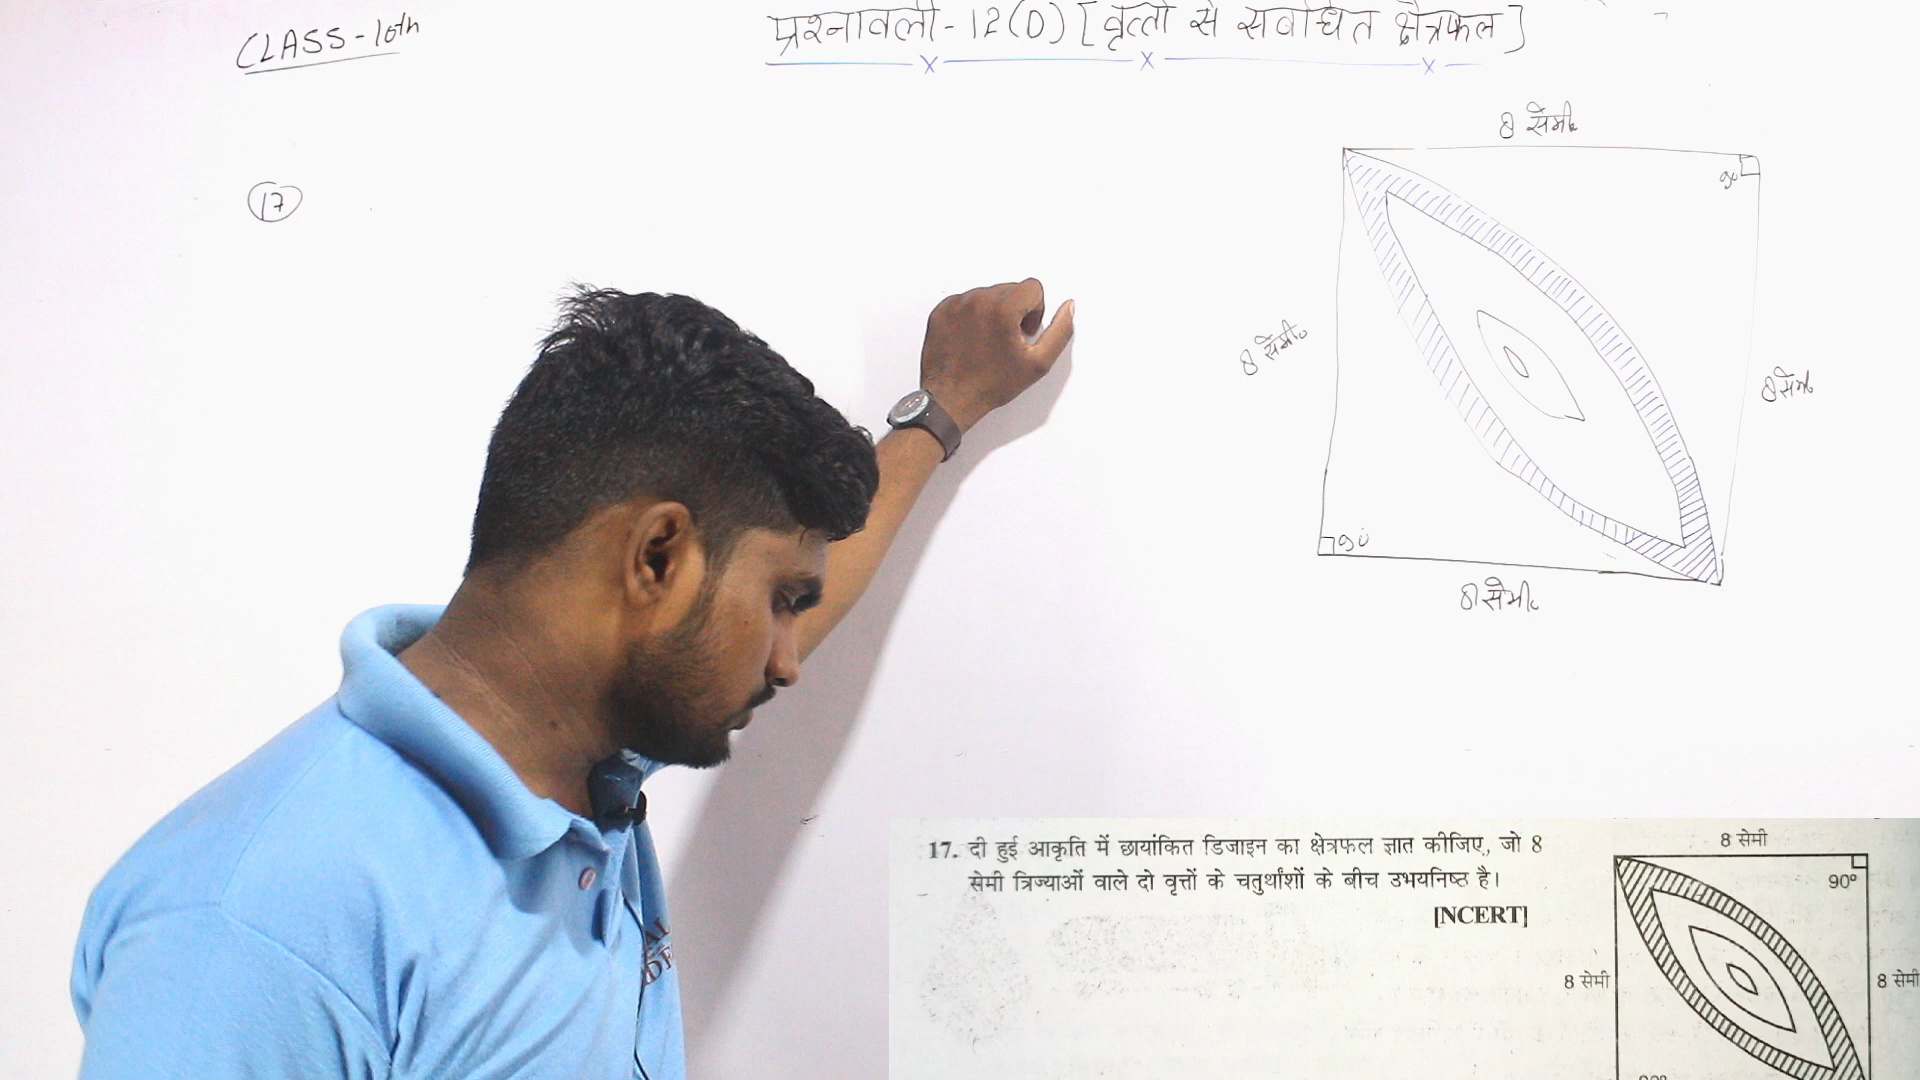 CLASS-10th
प्रश्नावली-12(D) [वृत्तो से संबंधित क्षेत्रफल]
8 सेमी.
90
17
8 सेमी.
8 सेमी.
90
8 सेमी.
17. दी हुई आकृति में छायांकित डिजाइन का क्षेत्रफल ज्ञात कीजिए, जो 8
सेमी त्रिज्याओं वाले दो वृत्तों के चतुर्थांशों के बीच उभयनिष्ठ है।
[NCERT]
8 सेमी
90°
8 सेमी
8 सेमी